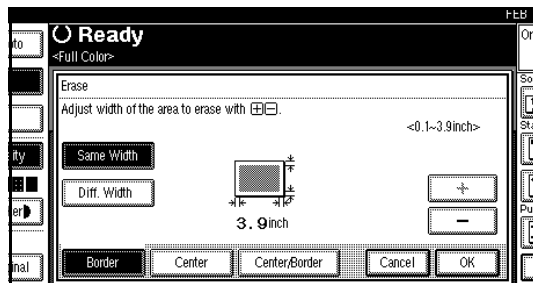 FEB
Ready
<Full Color>
Erase
Adjust width of the area to erase with ⊞⊟.
<0.1~3.9inch>
Same Width
Diff. Width
+
3.9inch
−
Border Center Center/Border Cancel OK